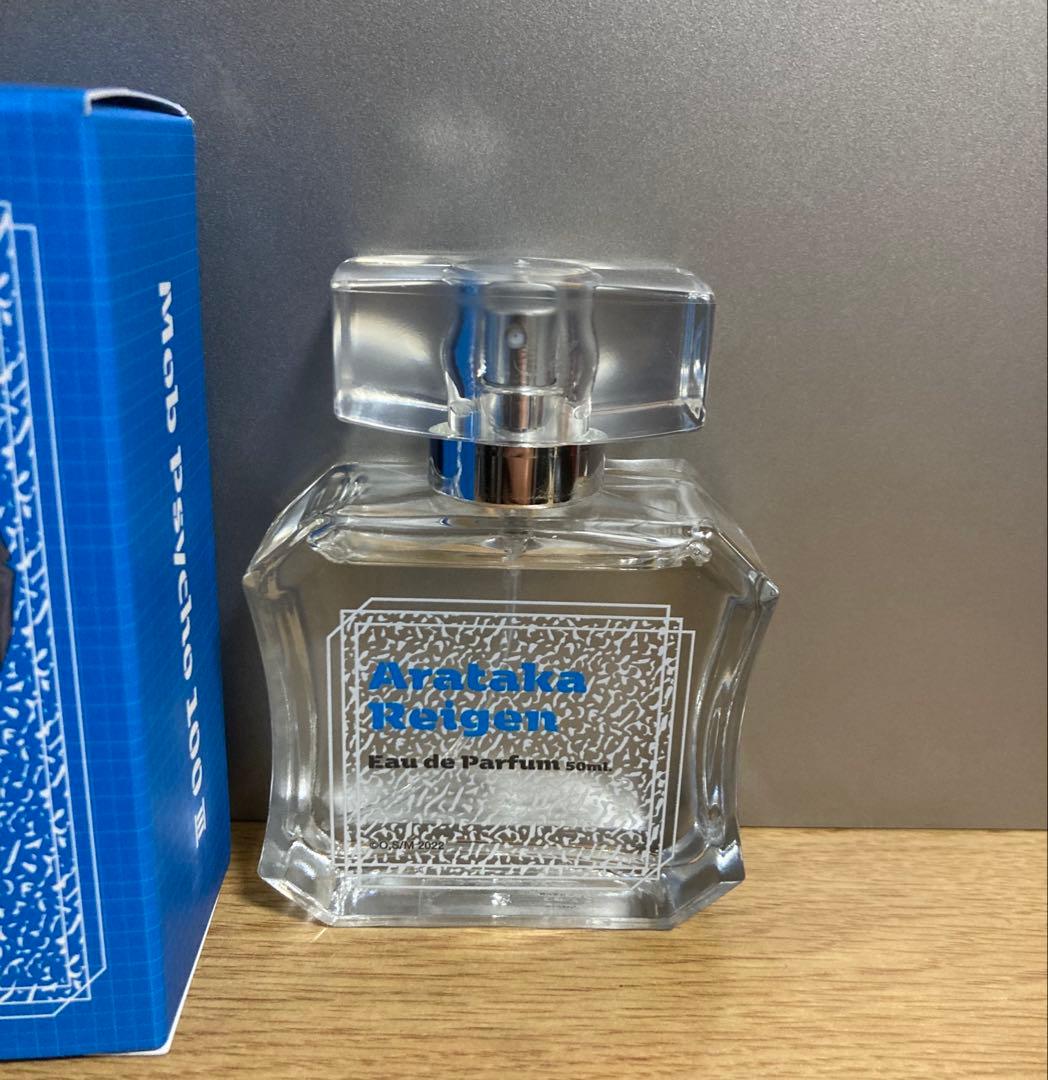 Mob psycho 100 III
Arataka
Reigen
Eau de Parfum 50mL
©O,S/M 2022